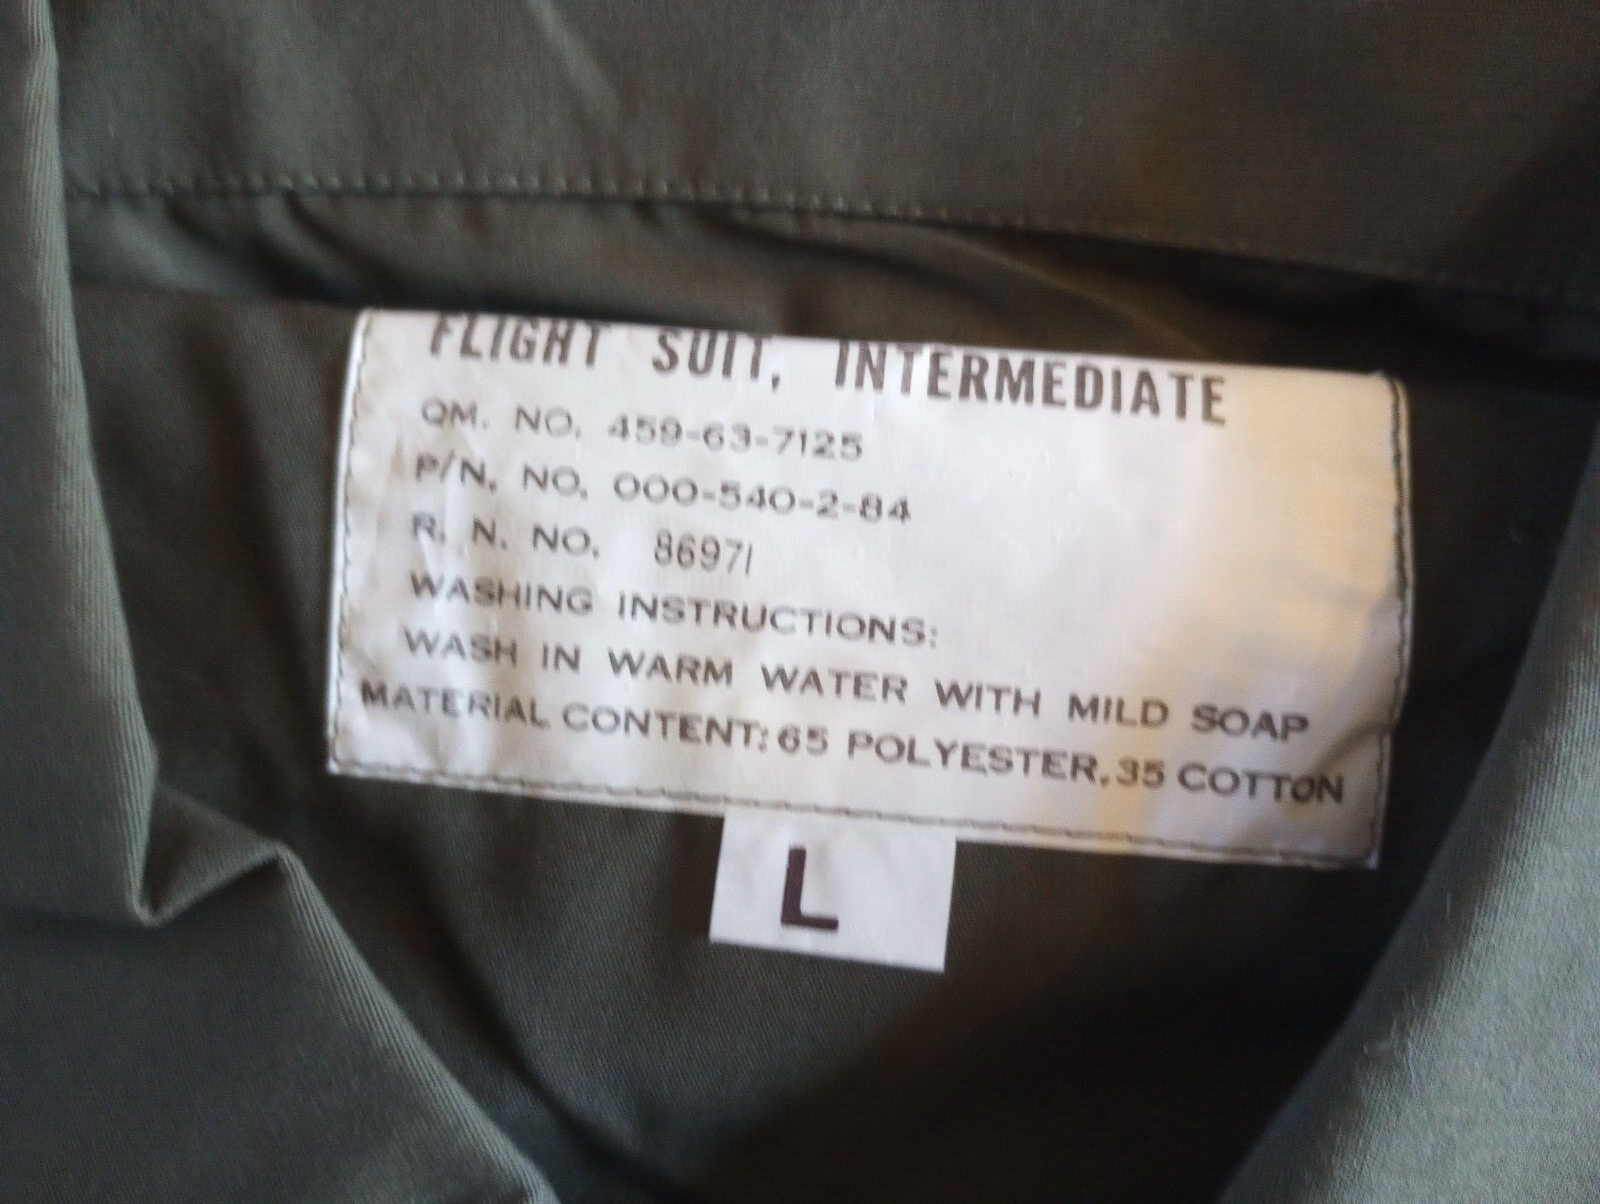 FLIGHT SUIT, INTERMEDIATE
QM. NO. 459-63-7125
P/N. NO. 000-540-2-84
R. N. NO. 86971
WASHING INSTRUCTIONS:
WASH IN WARM WATER WITH MILD SOAP
MATERIAL CONTENT: 65 POLYESTER, 35 COTTON
L